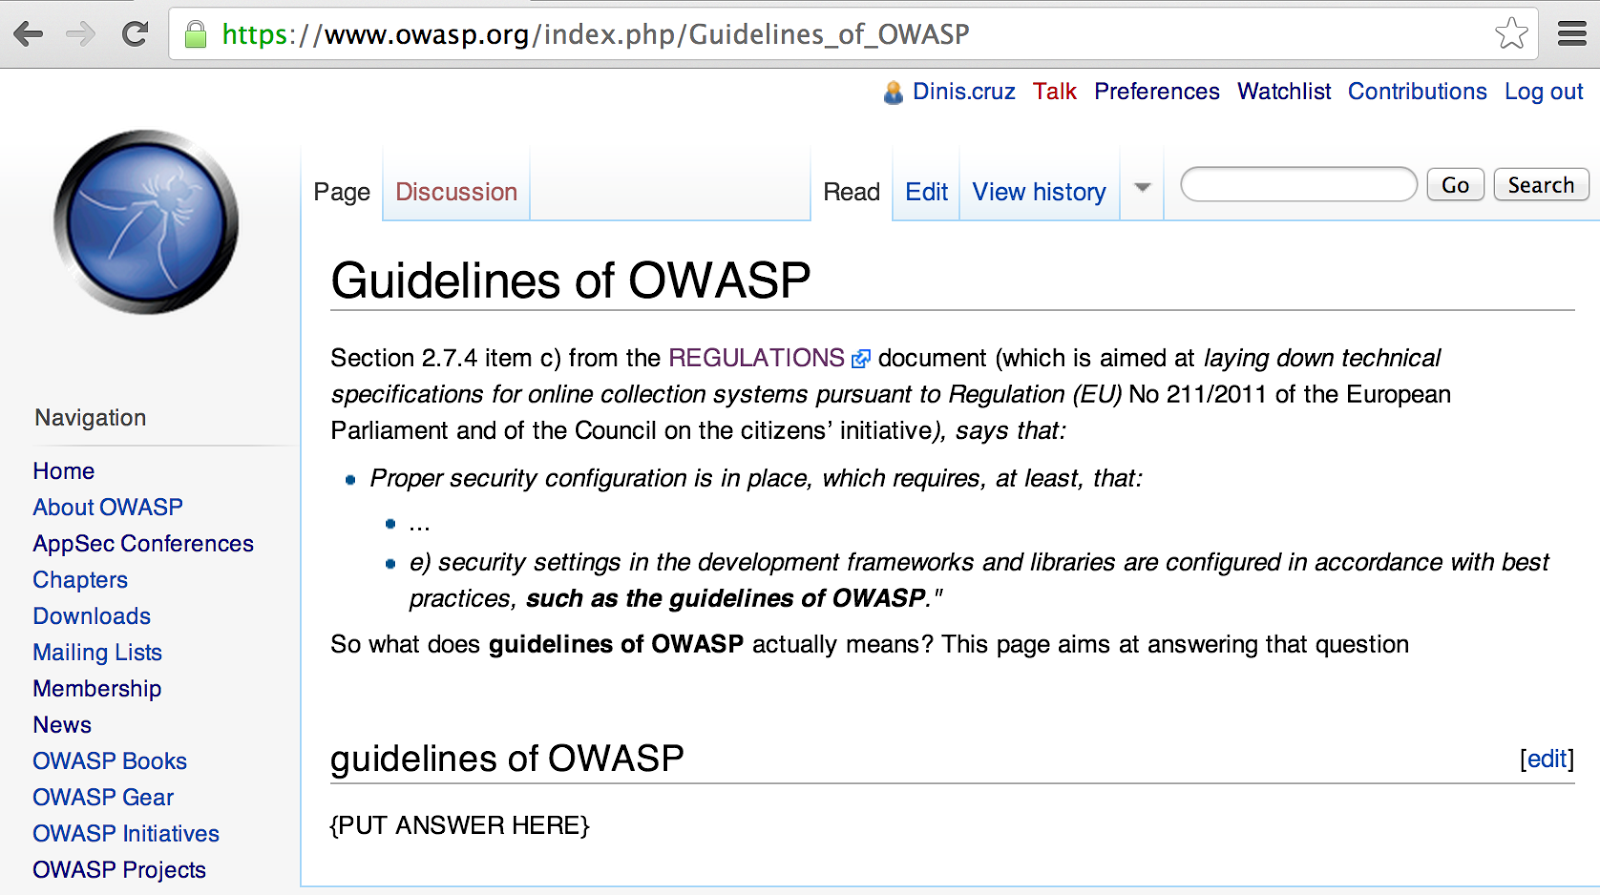 https://www.owasp.org/index.php/Guidelines_of_OWASP
Dinis.cruz Talk Preferences Watchlist Contributions Log out
Page Discussion Read Edit View history Go Search
Guidelines of OWASP
Section 2.7.4 item c) from the REGULATIONS document (which is aimed at laying down technical
specifications for online collection systems pursuant to Regulation (EU) No 211/2011 of the European
Parliament and of the Council on the citizens’ initiative), says that:
Proper security configuration is in place, which requires, at least, that:
...
e) security settings in the development frameworks and libraries are configured in accordance with best
practices, such as the guidelines of OWASP."
So what does guidelines of OWASP actually means? This page aims at answering that question
guidelines of OWASP [edit]
{PUT ANSWER HERE}
Navigation
Home
About OWASP
AppSec Conferences
Chapters
Downloads
Mailing Lists
Membership
News
OWASP Books
OWASP Gear
OWASP Initiatives
OWASP Projects